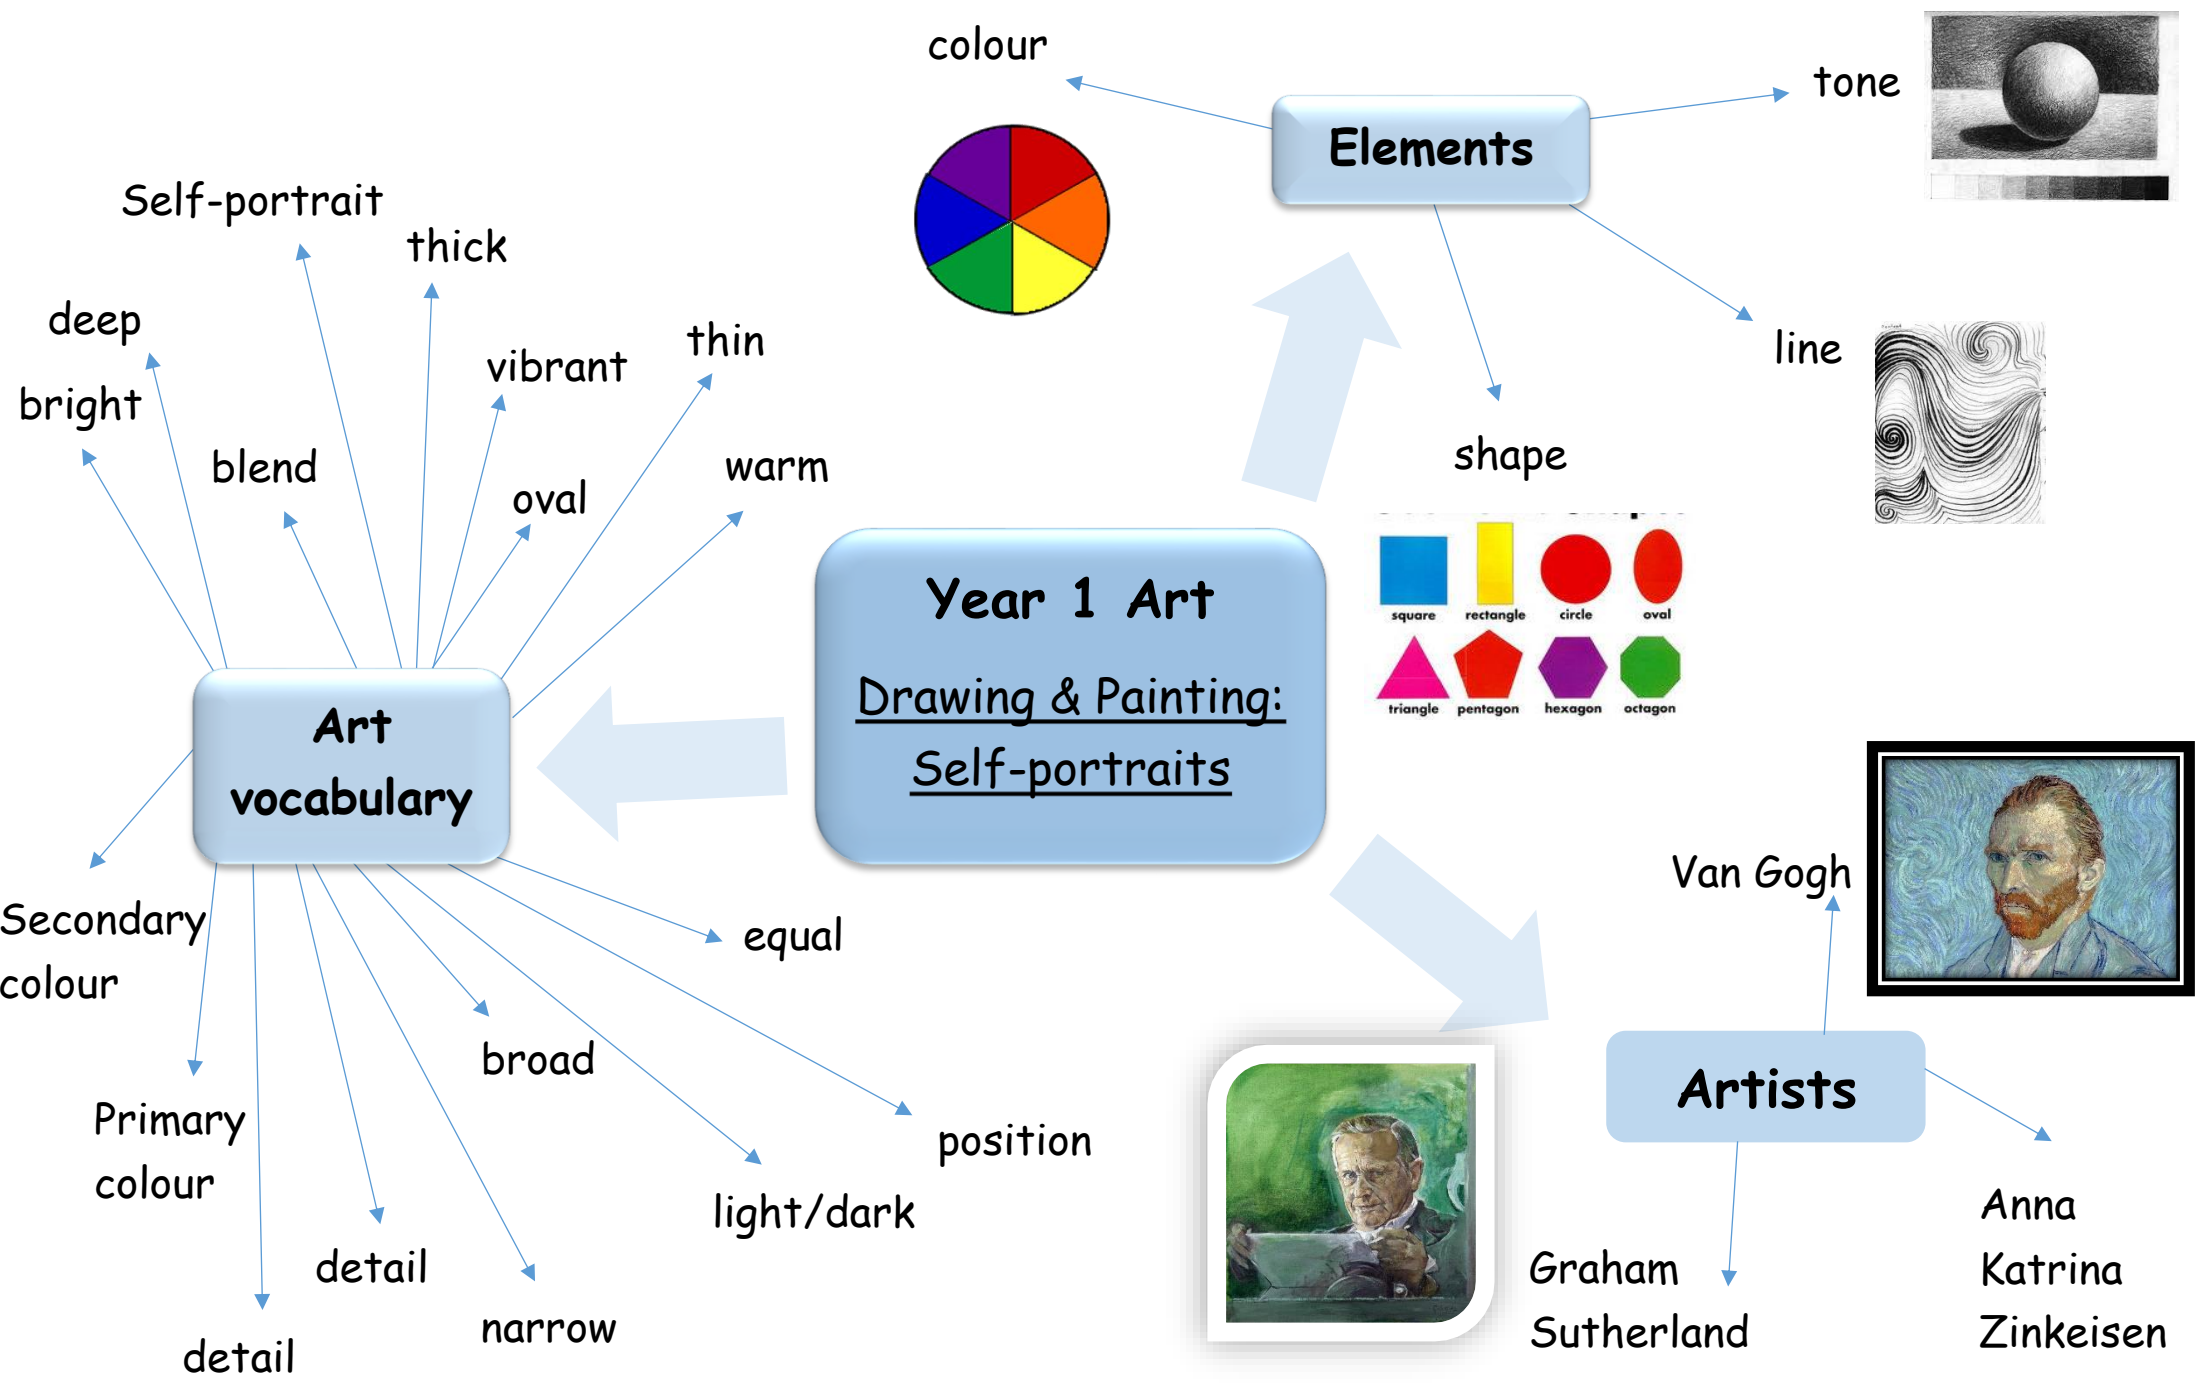 colour
Elements
tone
Self-portrait
thick
deep
vibrant
thin
line
bright
blend
warm
oval
shape
square rectangle circle oval
triangle pentagon hexagon octagon
Year 1 Art
Drawing & Painting:
Self-portraits
Art
vocabulary
Secondary
colour
equal
Primary
colour
broad
position
light/dark
detail
narrow
detail
Van Gogh
Artists
Graham
Sutherland
Anna
Katrina
Zinkeisen